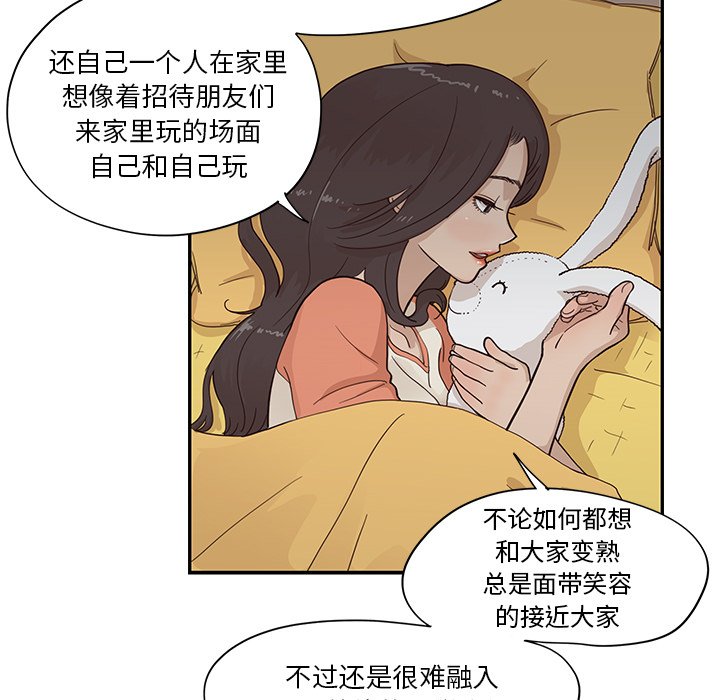 还自己一个人在家里
想像着招待朋友们
来家里玩的场面
自己和自己玩
不论如何都想
和大家变熟
总是面带笑容
的接近大家
不过还是很难融入